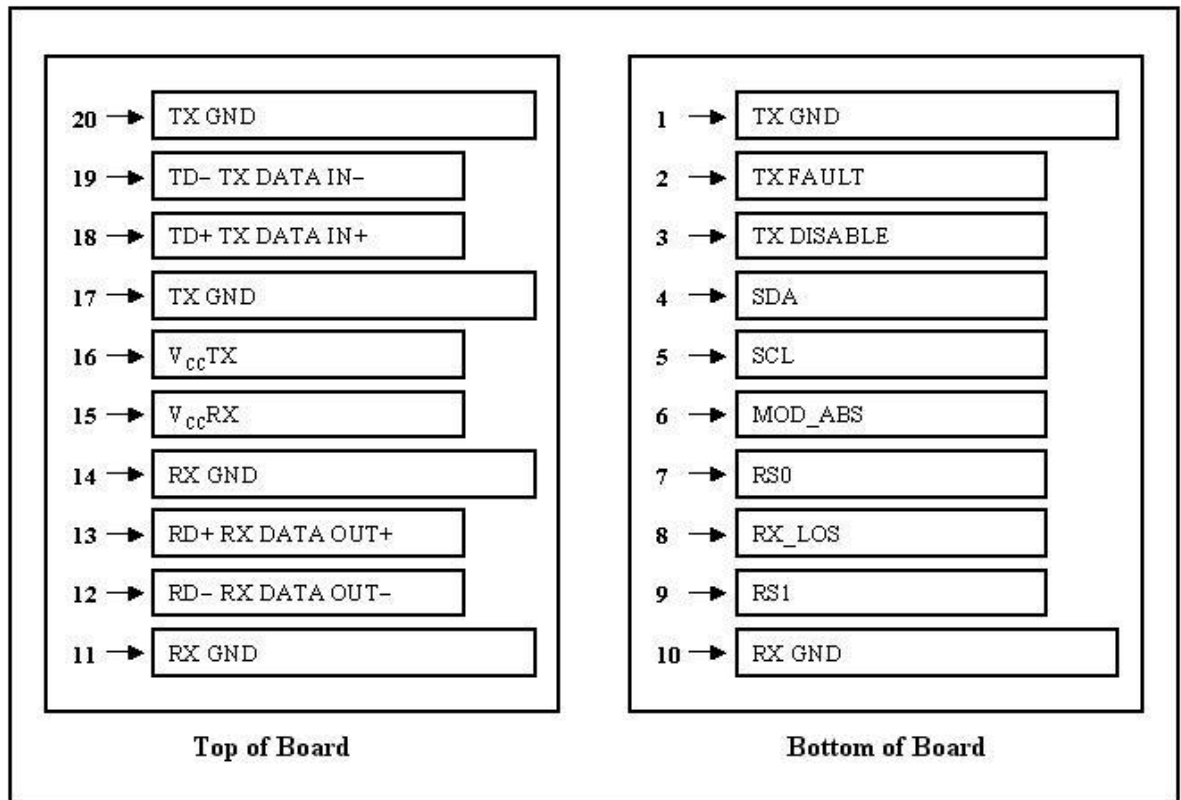 20 TX GND
19 TD− TX DATA IN−
18 TD+ TX DATA IN+
17 TX GND
16 VCCTX
15 VCCRX
14 RX GND
13 RD+ RX DATA OUT+
12 RD− RX DATA OUT−
11 RX GND
Top of Board
1 TX GND
2 TX FAULT
3 TX DISABLE
4 SDA
5 SCL
6 MOD_ABS
7 RS0
8 RX_LOS
9 RS1
10 RX GND
Bottom of Board